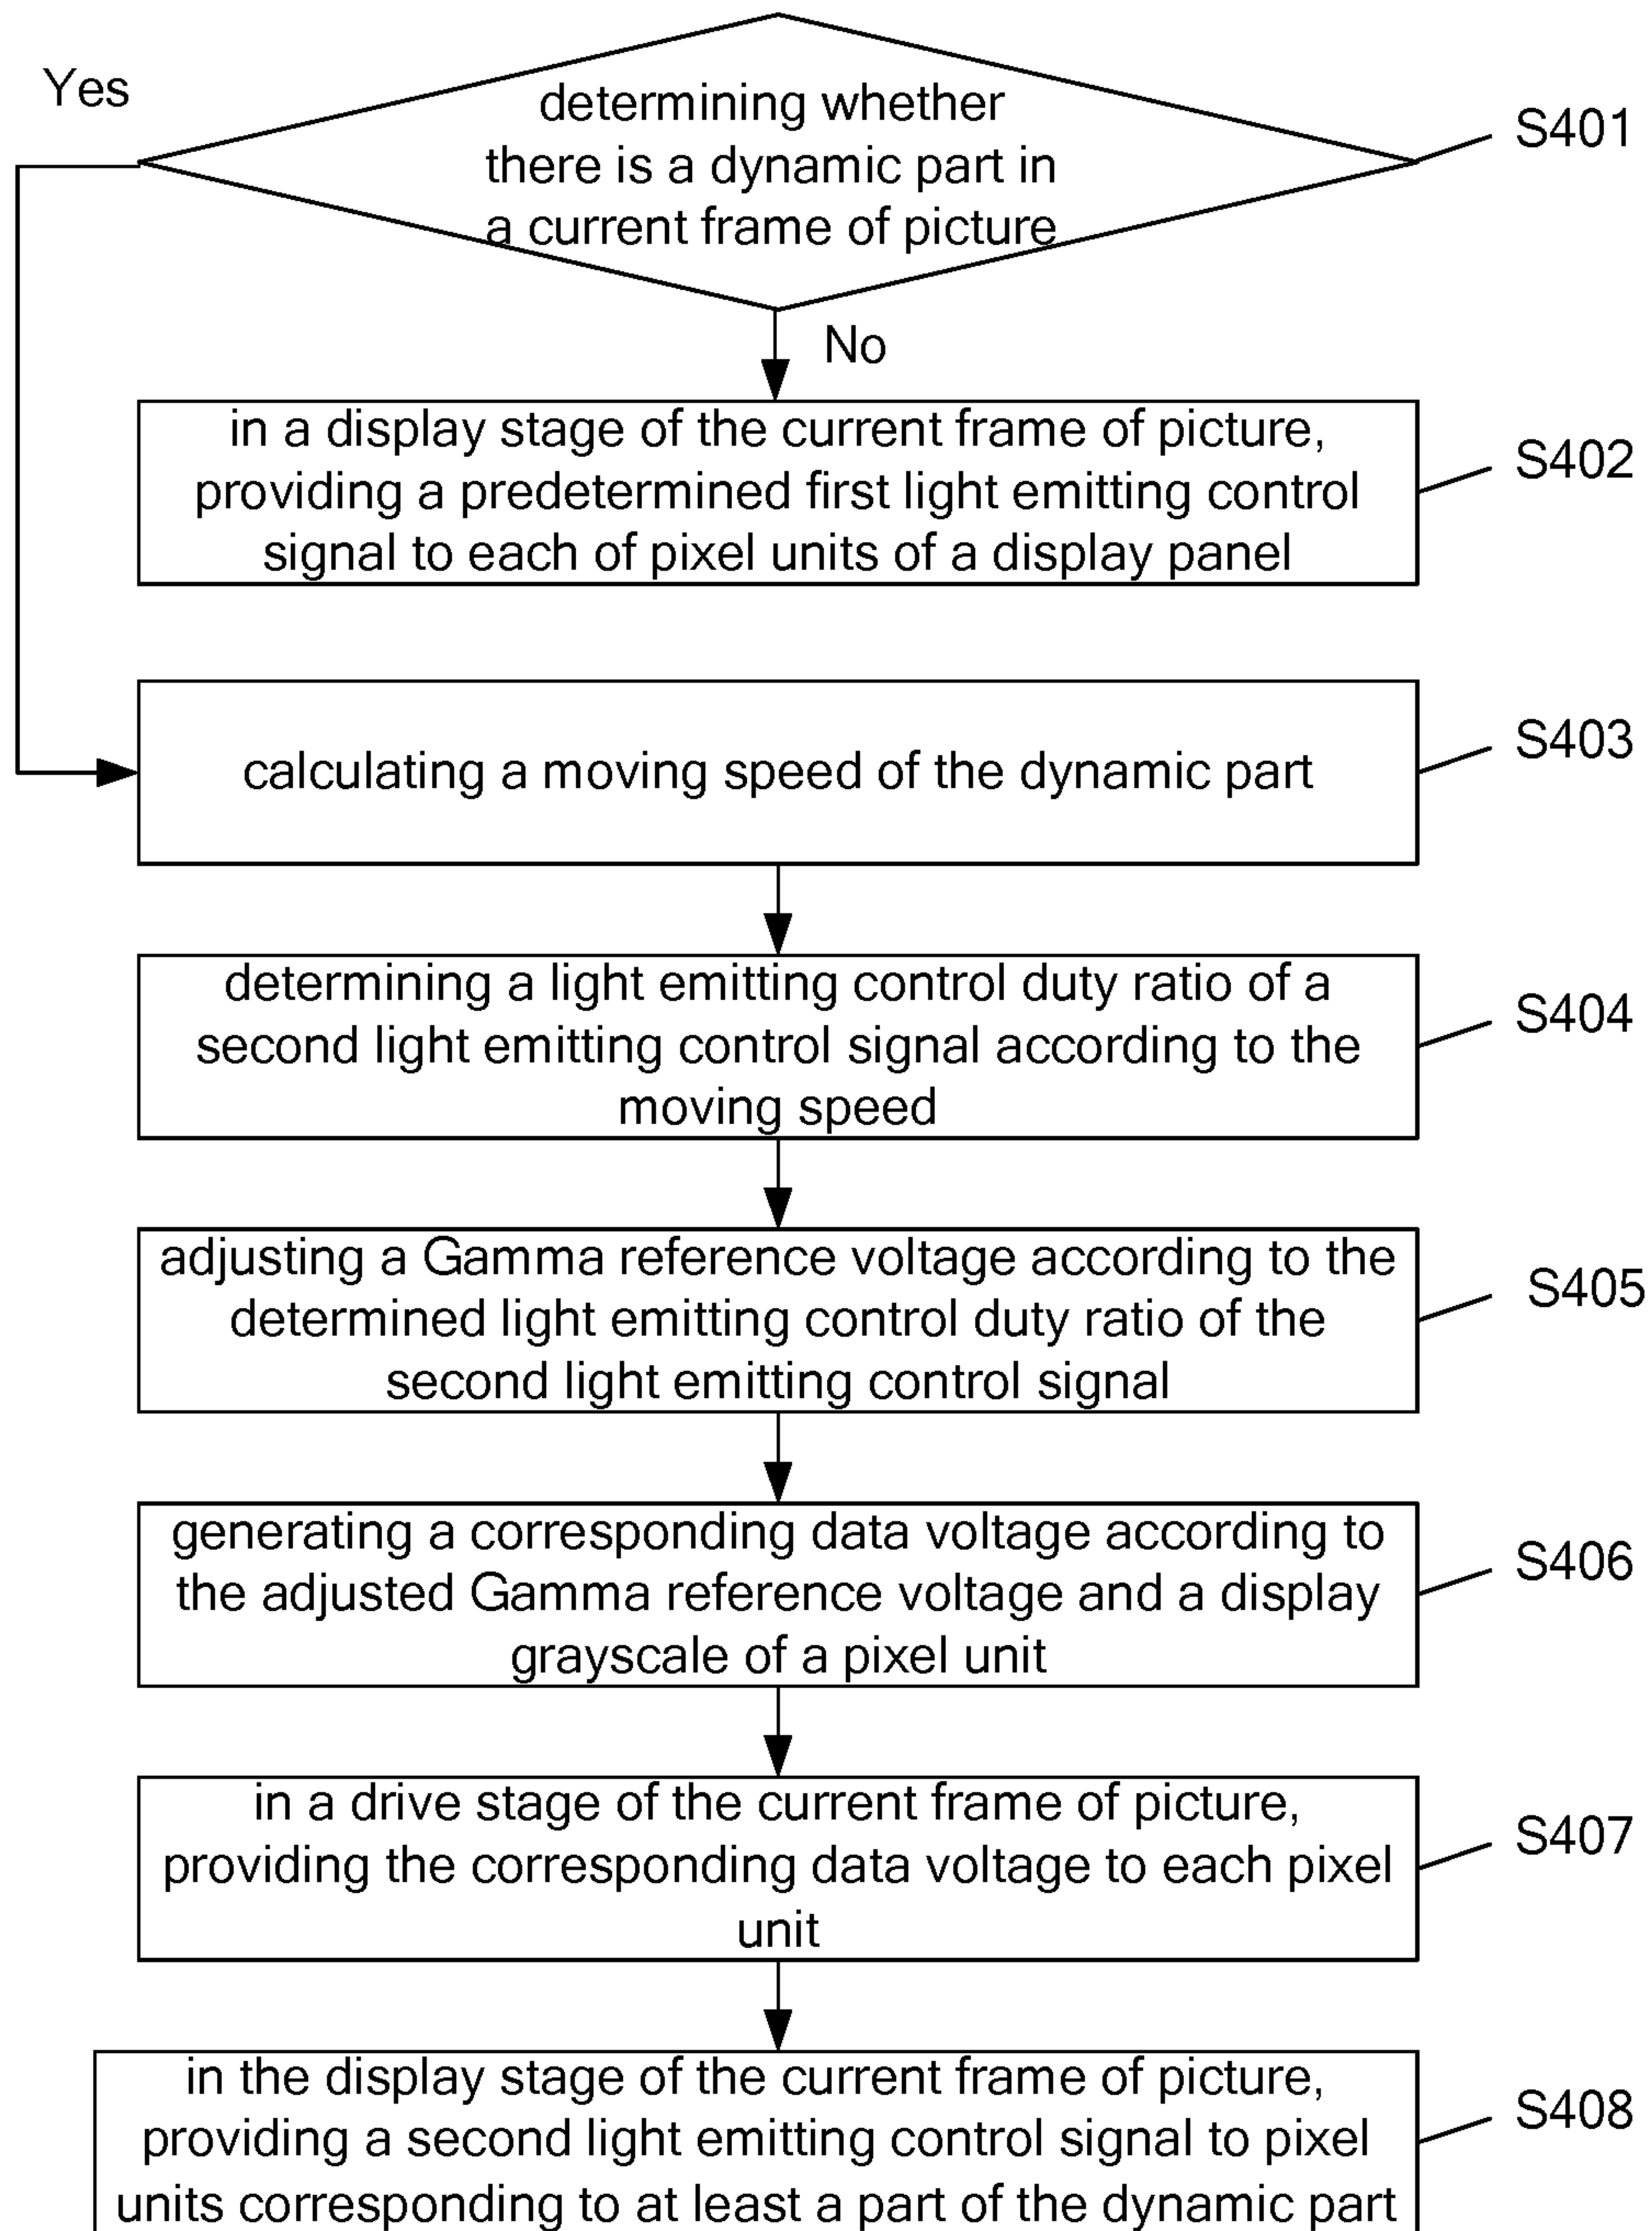 Yes
determining whether
there is a dynamic part in
a current frame of picture
S401
No
in a display stage of the current frame of picture,
providing a predetermined first light emitting control
signal to each of pixel units of a display panel
S402
calculating a moving speed of the dynamic part
S403
determining a light emitting control duty ratio of a
second light emitting control signal according to the
moving speed
S404
adjusting a Gamma reference voltage according to the
determined light emitting control duty ratio of the
second light emitting control signal
S405
generating a corresponding data voltage according to
the adjusted Gamma reference voltage and a display
grayscale of a pixel unit
S406
in a drive stage of the current frame of picture,
providing the corresponding data voltage to each pixel
unit
S407
in the display stage of the current frame of picture,
providing a second light emitting control signal to pixel
units corresponding to at least a part of the dynamic part
S408